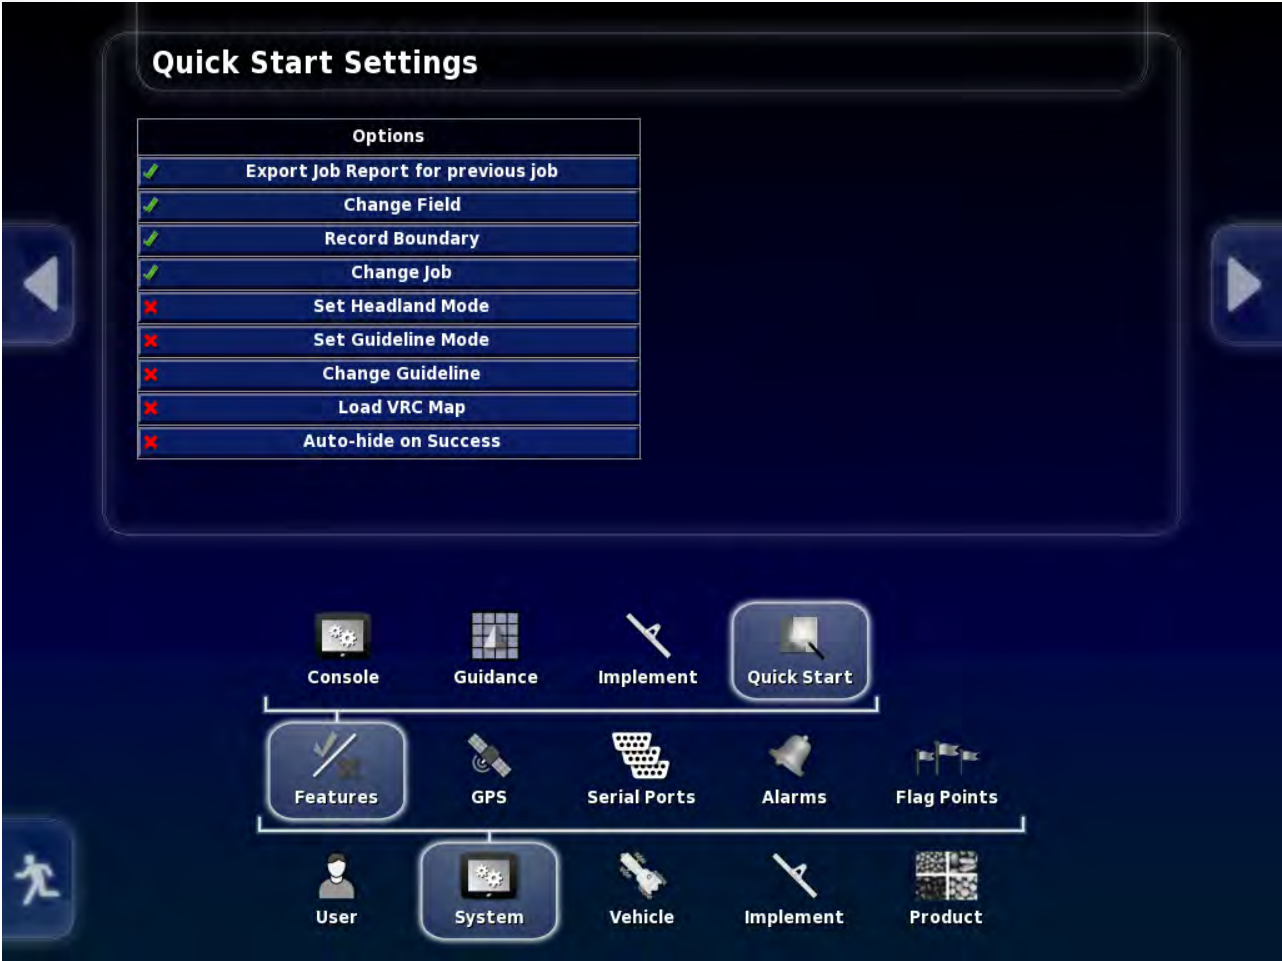 Quick Start Settings
Options
Export Job Report for previous job
Change Field
Record Boundary
Change Job
Set Headland Mode
Set Guideline Mode
Change Guideline
Load VRC Map
Auto-hide on Success
Console
Guidance
Implement
Quick Start
Features
GPS
Serial Ports
Alarms
Flag Points
User
System
Vehicle
Implement
Product